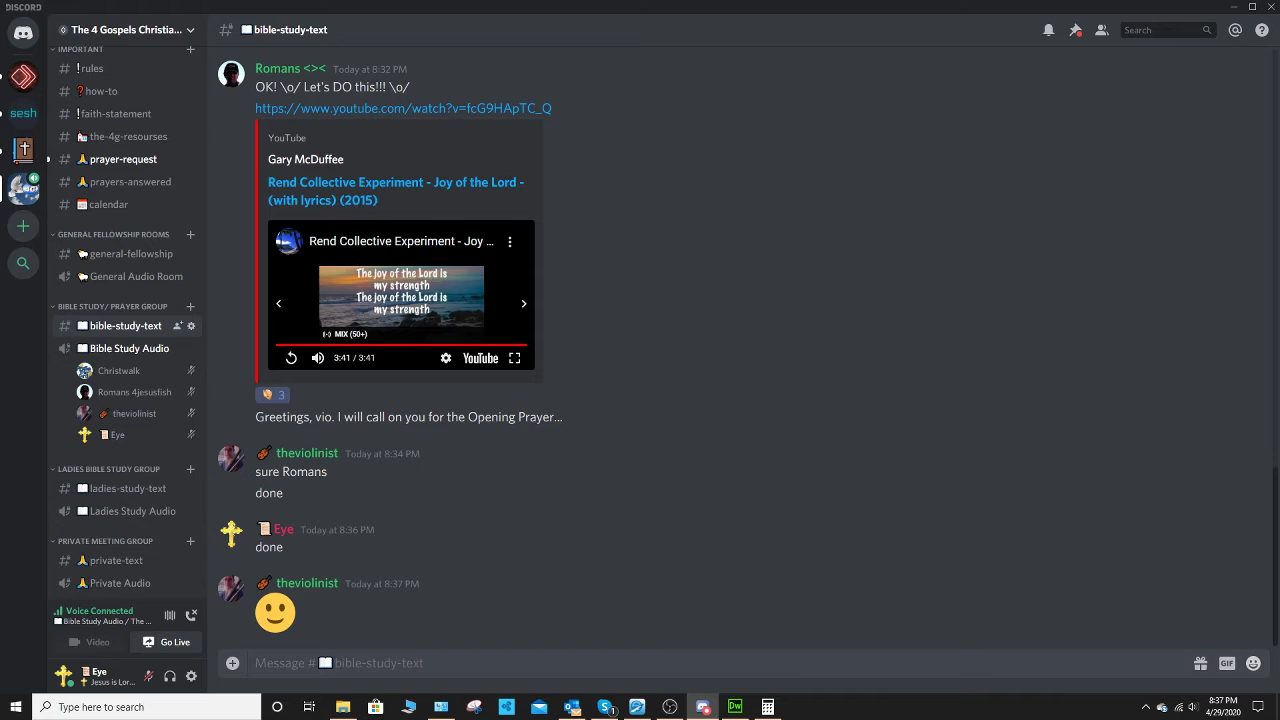 DISCORD
The 4 Gospels Christia...
bible-study-text
Search
IMPORTANT
rules
how-to
faith-statement
the-4g-resourses
prayer-request
prayers-answered
calendar
GENERAL FELLOWSHIP ROOMS
general-fellowship
General Audio Room
BIBLE STUDY/ PRAYER GROUP
bible-study-text
Bible Study Audio
Christwalk
Romans 4jesusfish
theviolinist
Eye
LADIES BIBLE STUDY GROUP
ladies-study-text
Ladies Study Audio
PRIVATE MEETING GROUP
private-text
Private Audio
Voice Connected
Bible Study Audio / The ...
Video
Go Live
Eye
Jesus is Lor...
sesh
Romans <>< Today at 8:32 PM
OK! \o/ Let's DO this!!! \o/
https://www.youtube.com/watch?v=fcG9HApTC_Q
YouTube
Gary McDuffee
Rend Collective Experiment - Joy of the Lord -
(with lyrics) (2015)
Rend Collective Experiment - Joy ...
The joy of the Lord is
my strength
The joy of the Lord is
my strength
MIX (50+)
3:41 / 3:41
YouTube
3
Greetings, vio. I will call on you for the Opening Prayer...
theviolinist Today at 8:34 PM
sure Romans
done
Eye Today at 8:36 PM
done
theviolinist Today at 8:37 PM
Message # bible-study-text
GIF
Type here to search
S 1
Dw
8:37 PM
4/29/2020